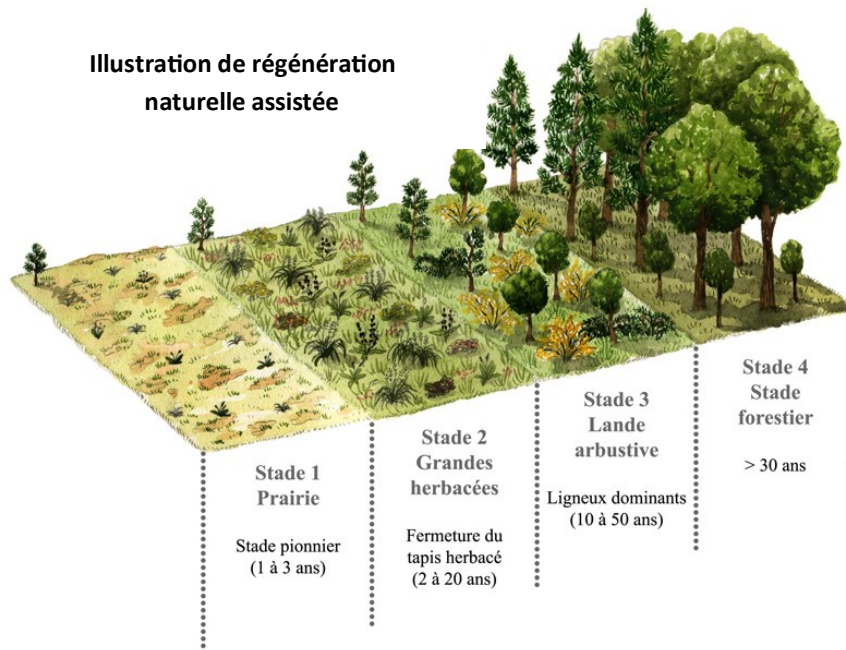 Illustration de régénération
naturelle assistée
Stade 1
Prairie
Stade pionnier
(1 à 3 ans)
Stade 2
Grandes
herbacées
Fermeture du
tapis herbacé
(2 à 20 ans)
Stade 3
Lande
arbustive
Ligneux dominants
(10 à 50 ans)
Stade 4
Stade
forestier
> 30 ans